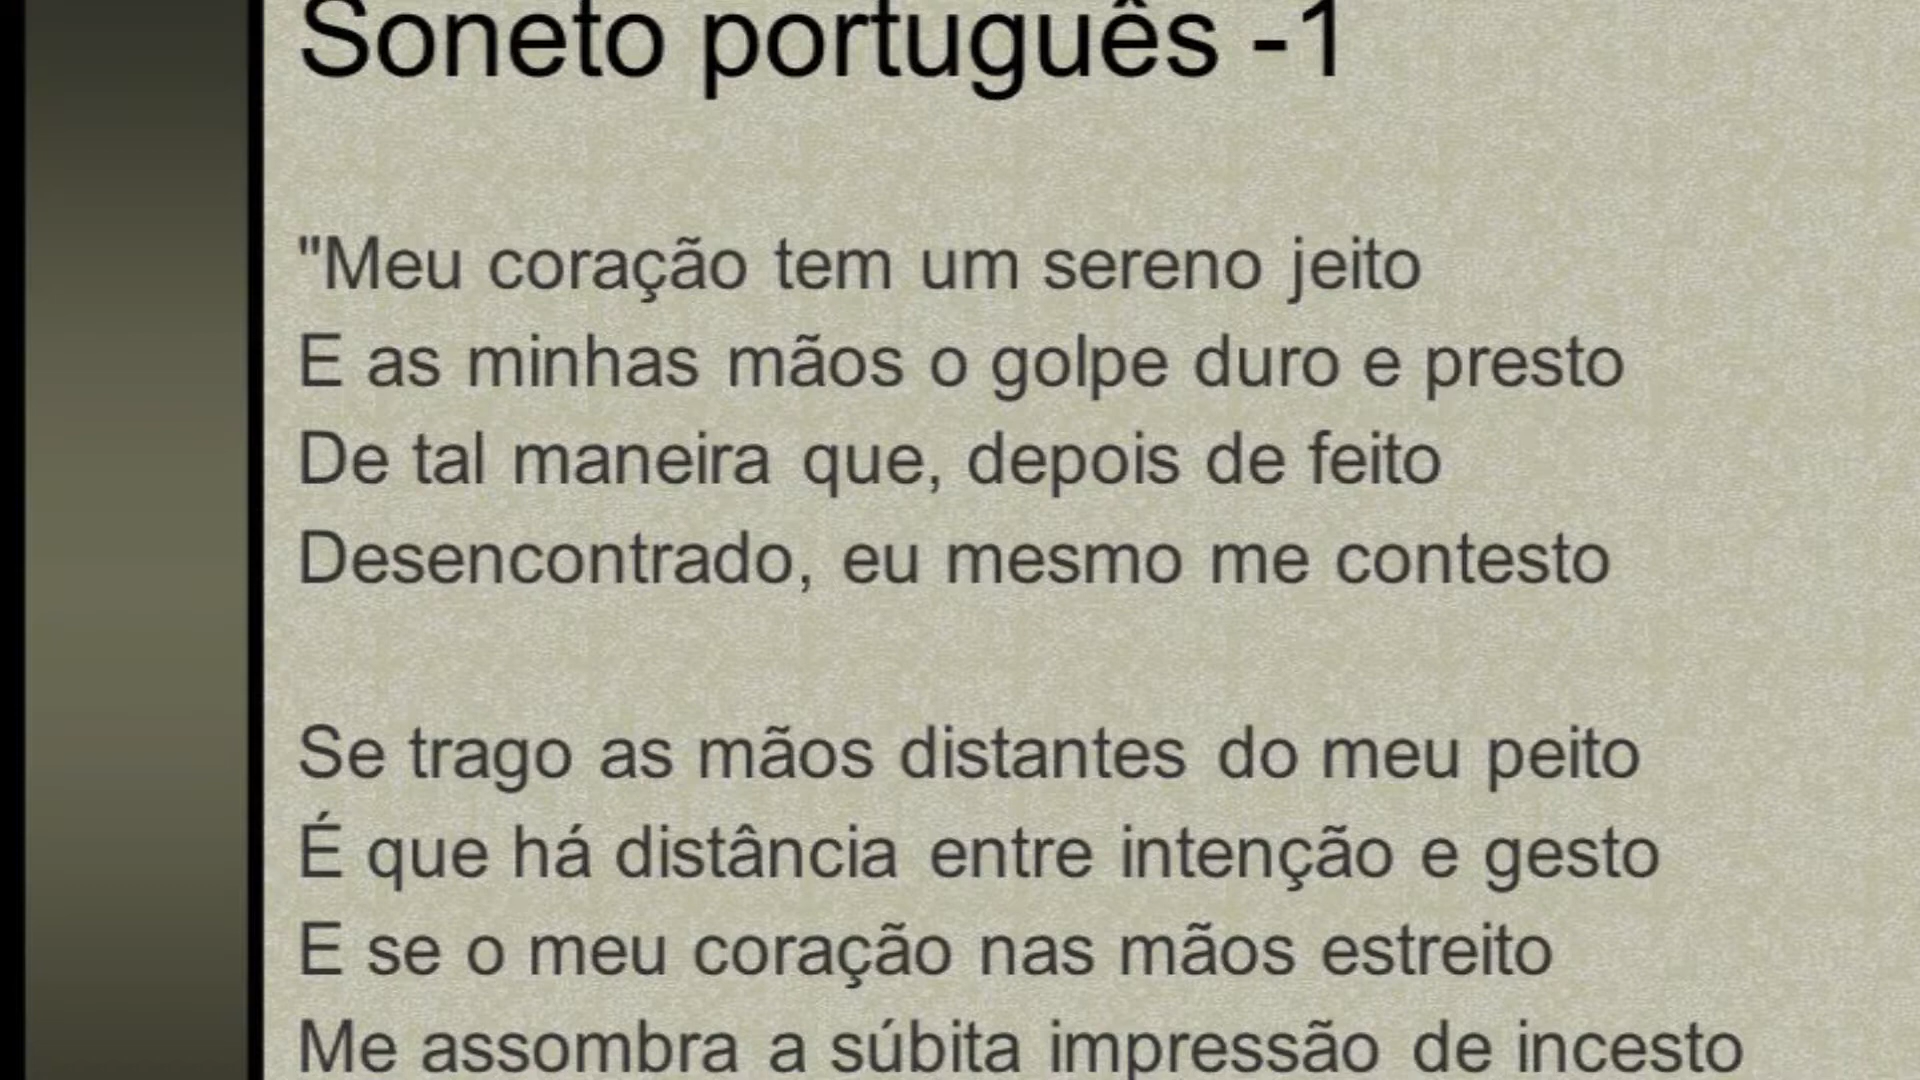 Soneto português -1
"Meu coração tem um sereno jeito
E as minhas mãos o golpe duro e presto
De tal maneira que, depois de feito
Desencontrado, eu mesmo me contesto
Se trago as mãos distantes do meu peito
É que há distância entre intenção e gesto
E se o meu coração nas mãos estreito
Me assombra a súbita impressão de incesto